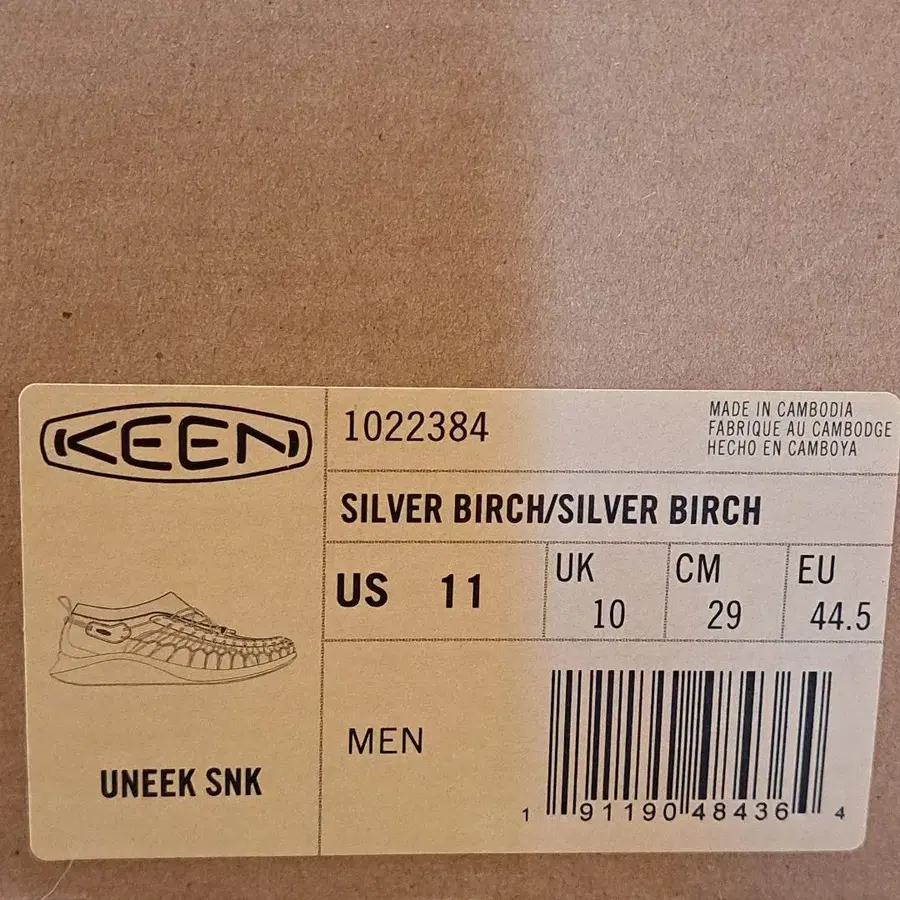 KEEN
1022384
MADE IN CAMBODIA
FABRIQUE AU CAMBODGE
HECHO EN CAMBOYA
SILVER BIRCH/SILVER BIRCH
US 11
UK 10
CM 29
EU 44.5
MEN
UNEEK SNK
1 91190 48436 4